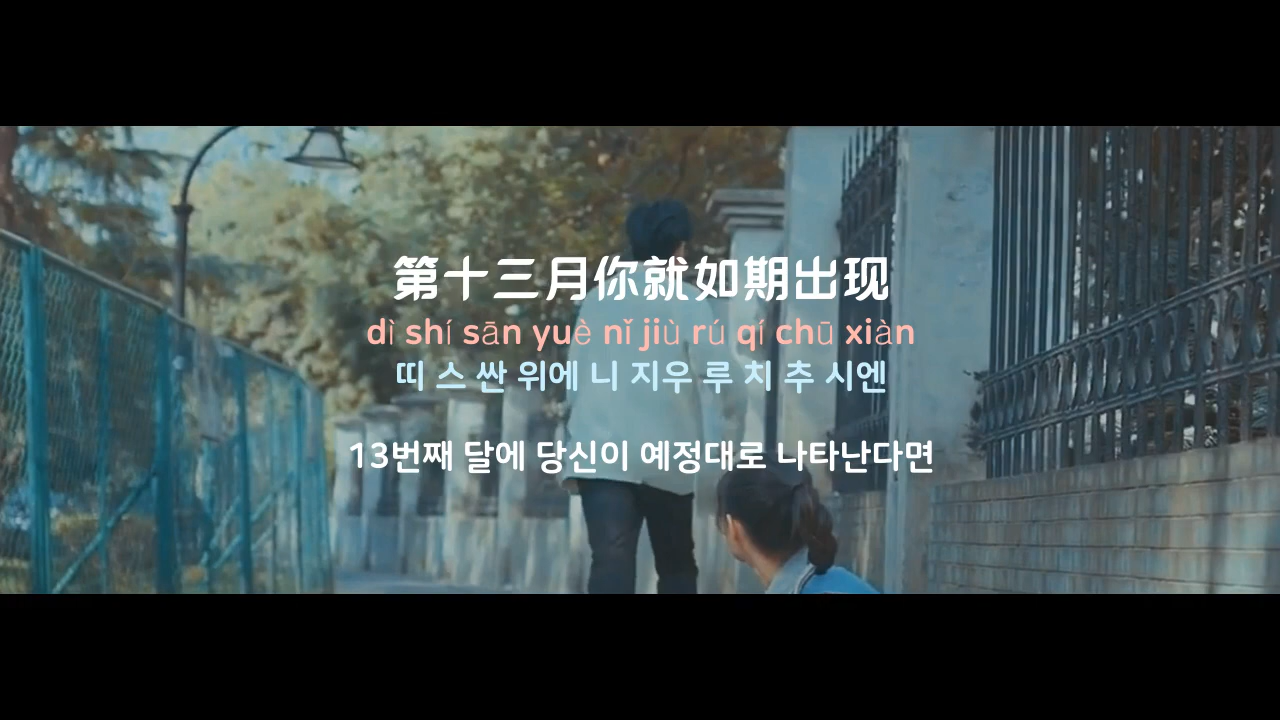 第十三月你就如期出现
dì shí sān yuè nǐ jiù rú qí chū xiàn
띠 스 싼 위에 니 지우 루 치 추 시엔
13번째 달에 당신이 예정대로 나타난다면